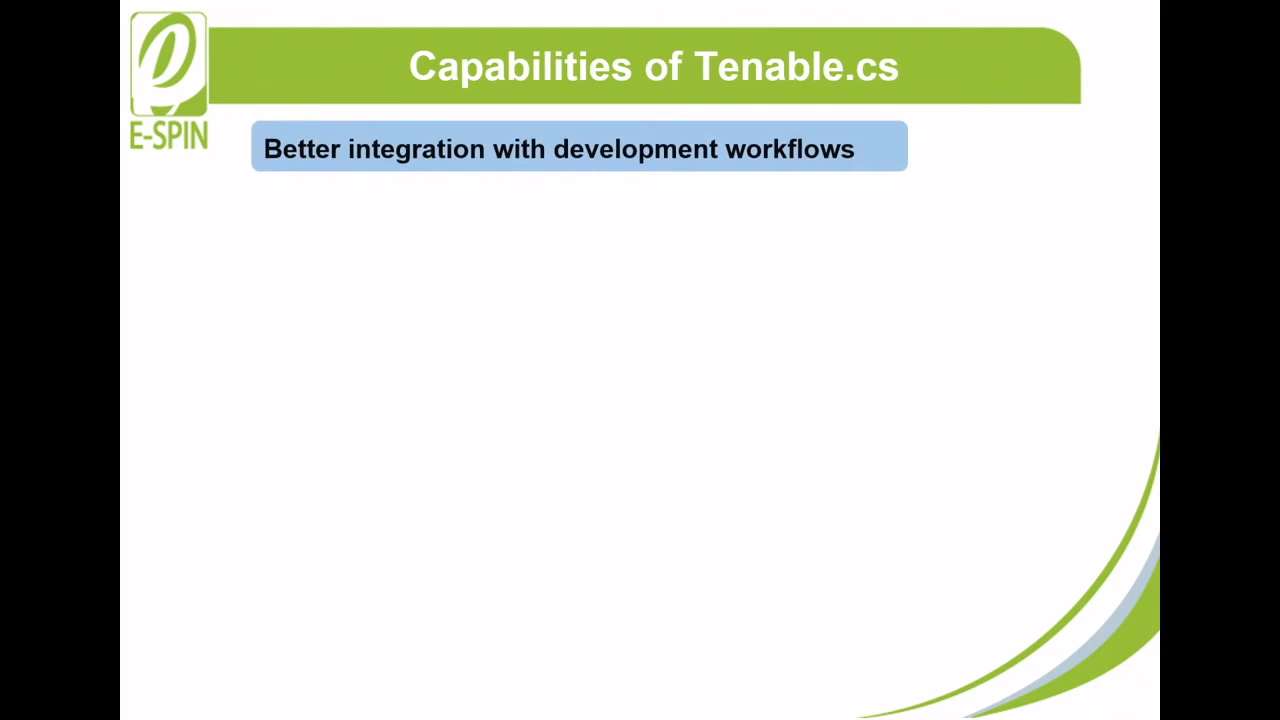 Capabilities of Tenable.cs
E-SPIN
Better integration with development workflows